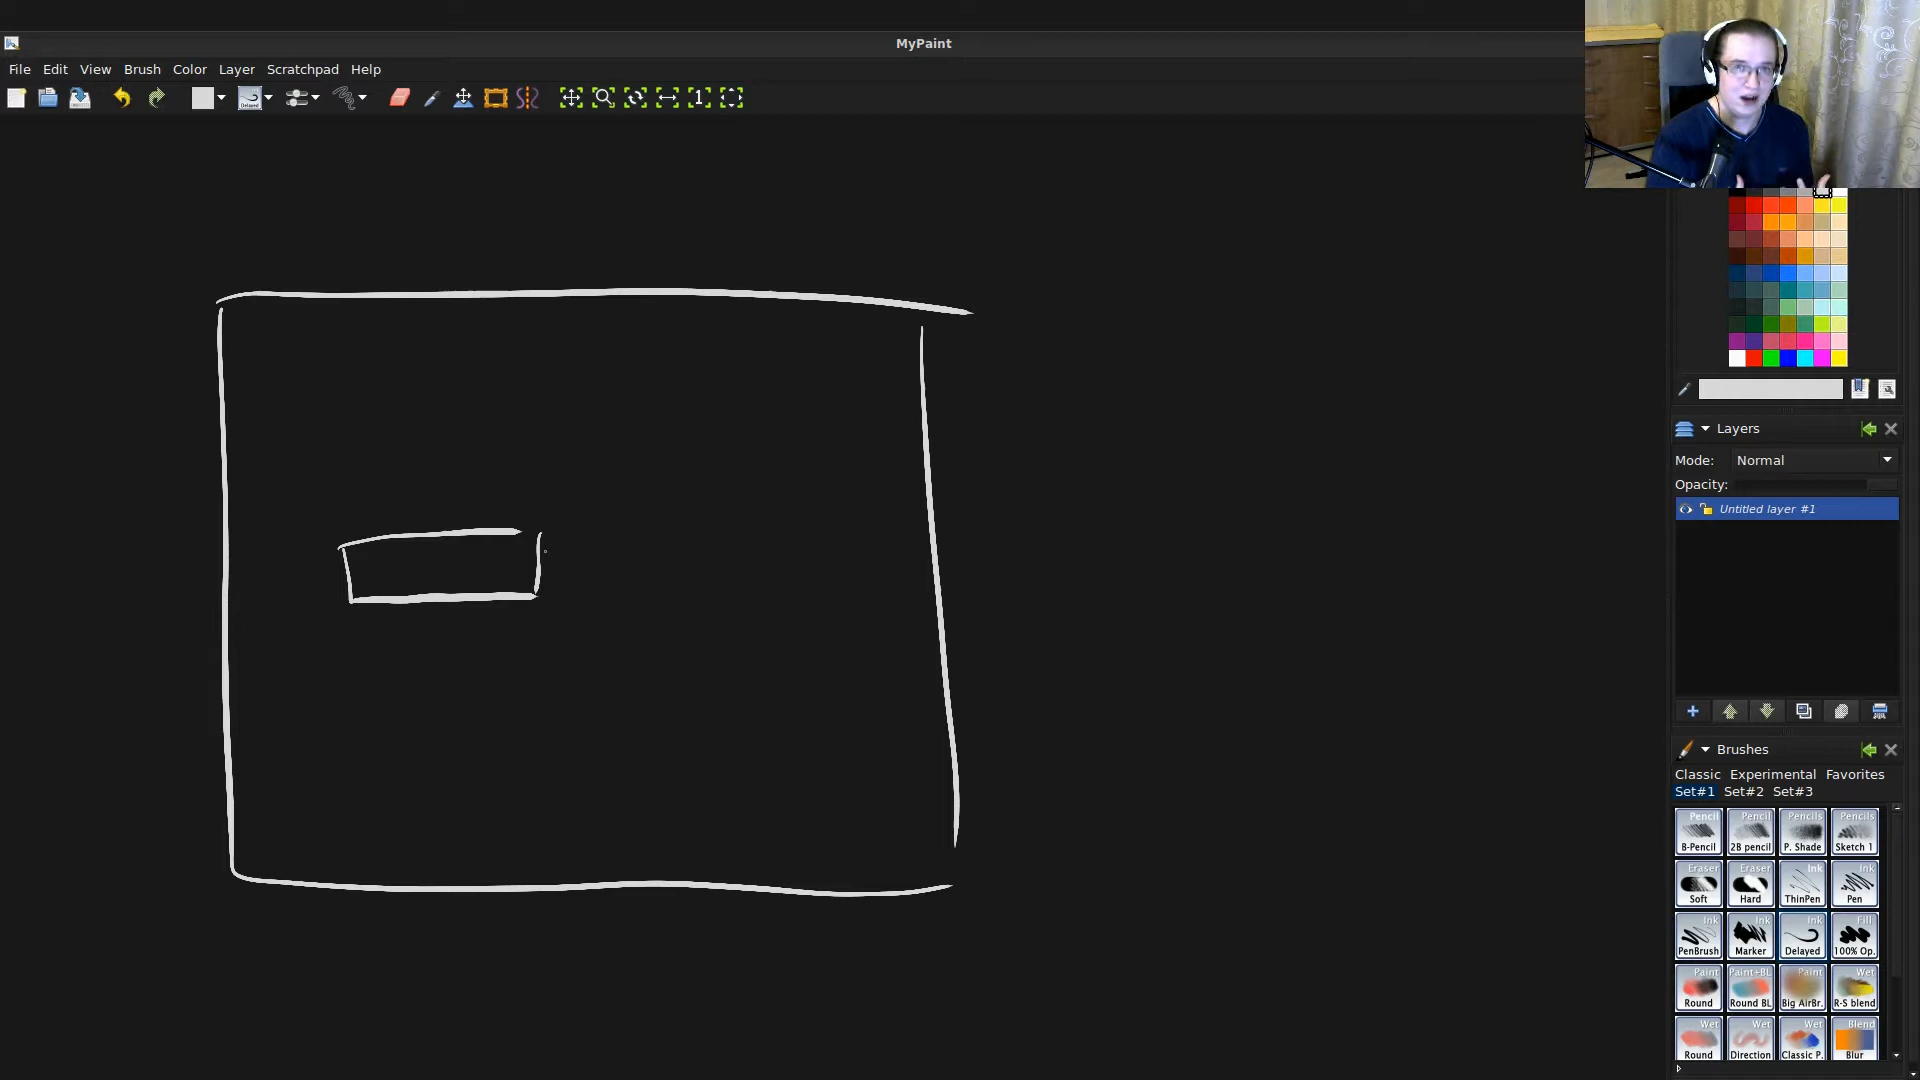 MyPaint
File Edit View Brush Color Layer Scratchpad Help
Delayed
1
Layers
Mode: Normal
Opacity:
Untitled layer #1
Brushes
Classic Experimental Favorites
Set#1 Set#2 Set#3
Pencil Pencil Pencils Pencils
B-Pencil 2B pencil P. Shade Sketch 1
Eraser Eraser Ink Ink
Soft Hard ThinPen Pen
Ink Ink Ink Fill
PenBrush Marker Delayed 100% Op.
Paint Paint+BL Paint Wet
Round Round BL Big AirBr. R-S blend
Wet Wet Wet Blend
Round Direction Classic P. Blur